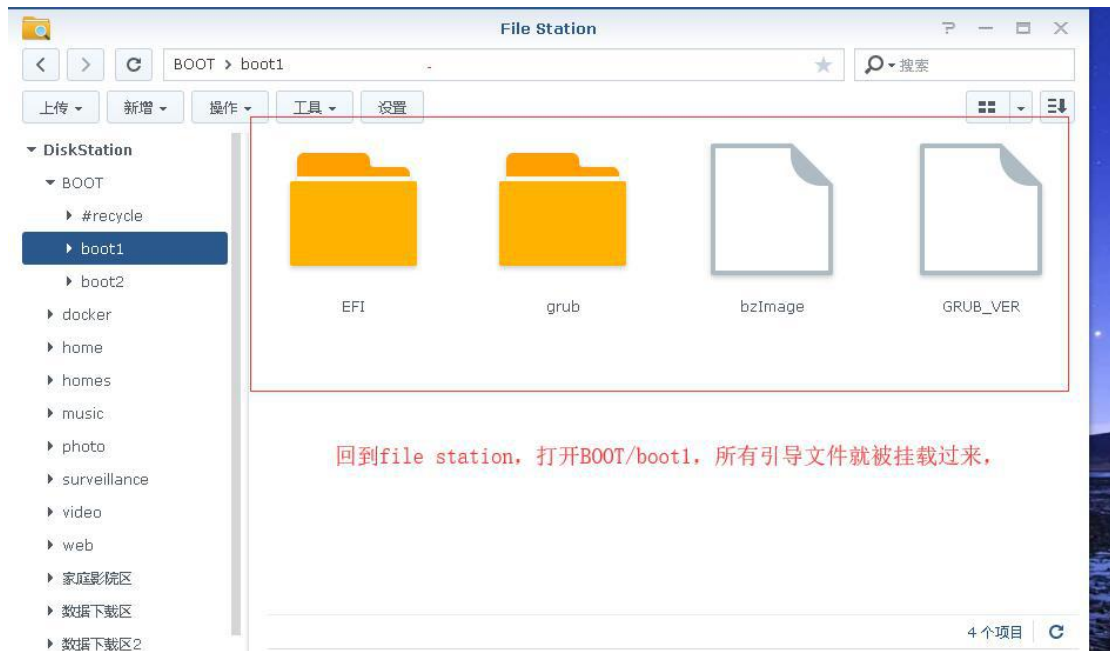 File Station
BOOT > boot1
搜索
上传
新增
操作
工具
设置
DiskStation
BOOT
#recycle
boot1
boot2
docker
home
homes
music
photo
surveillance
video
web
家庭影院区
数据下载区
数据下载区2
EFI
grub
bzImage
GRUB_VER
回到file station, 打开BOOT/boot1, 所有引导文件就被挂载过来,
4 个项目